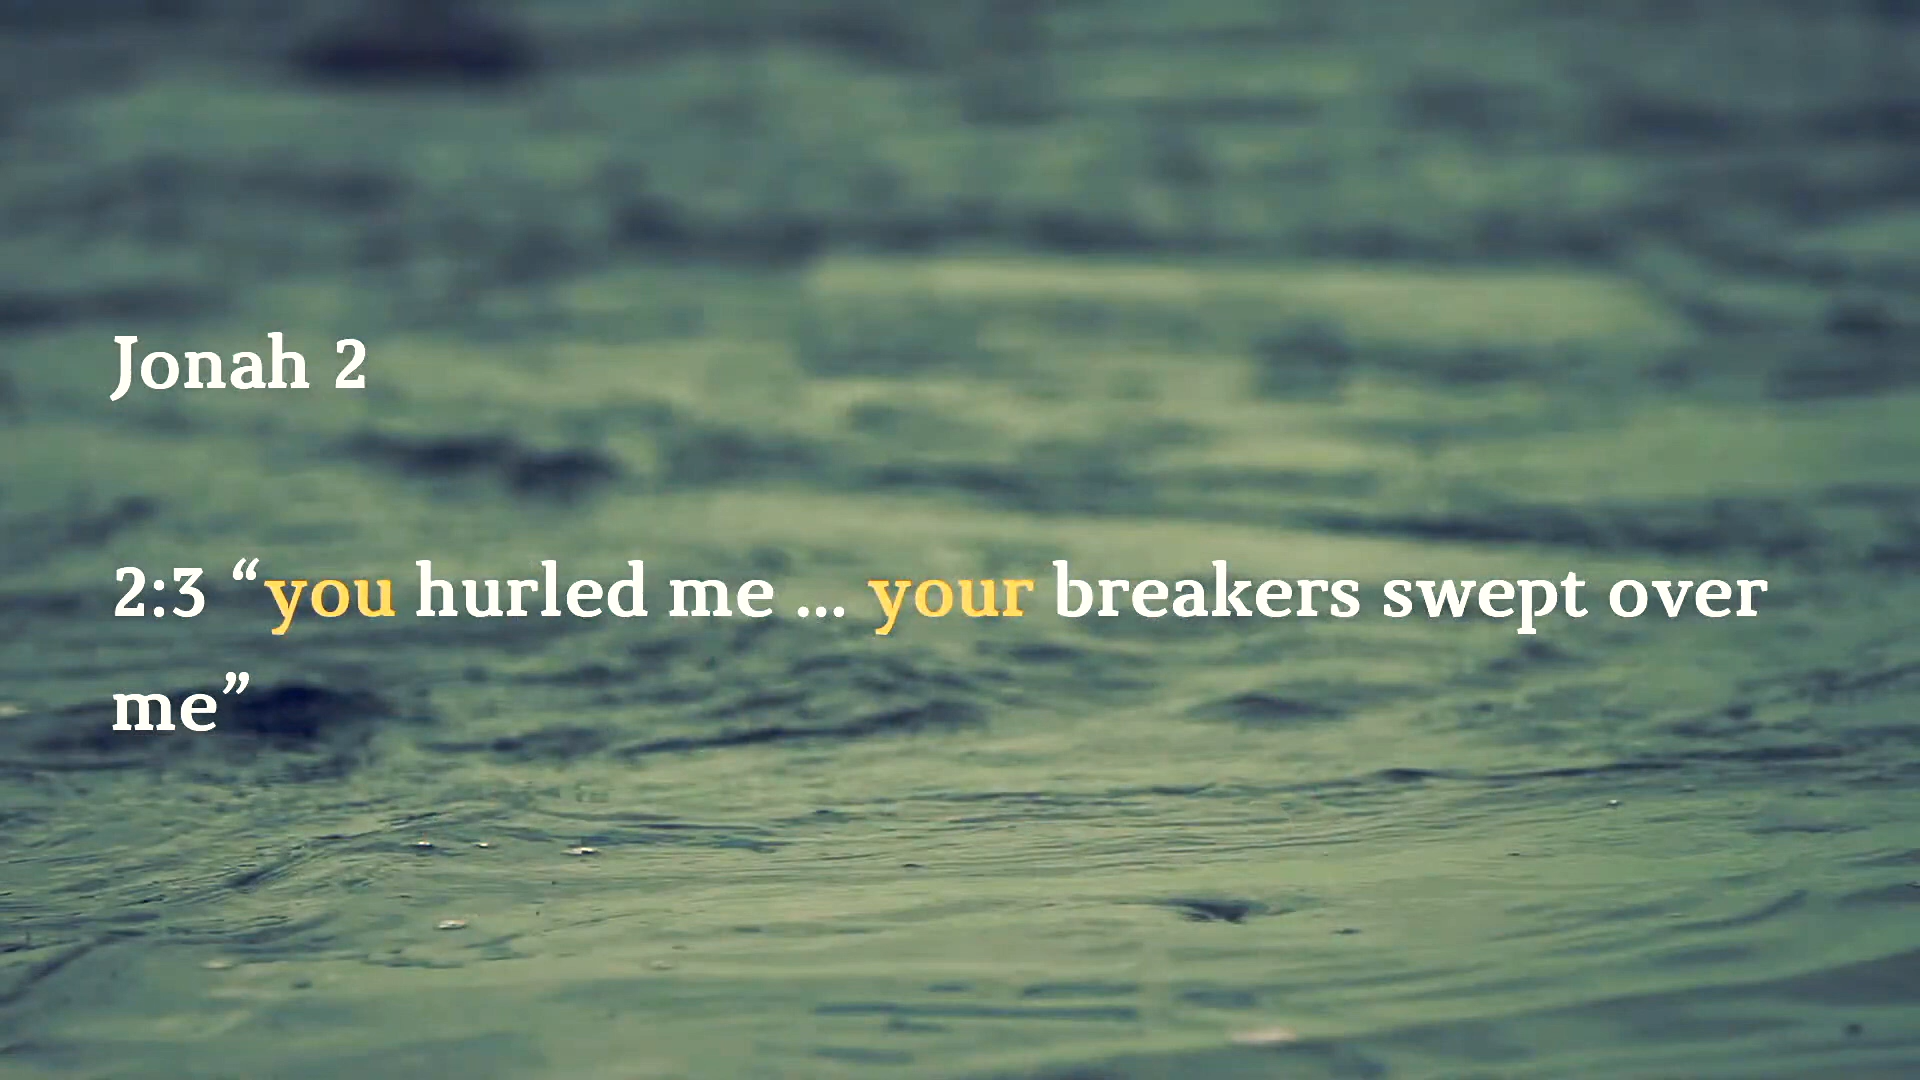 Jonah 2
2:3 “you hurled me ... your breakers swept over
me”